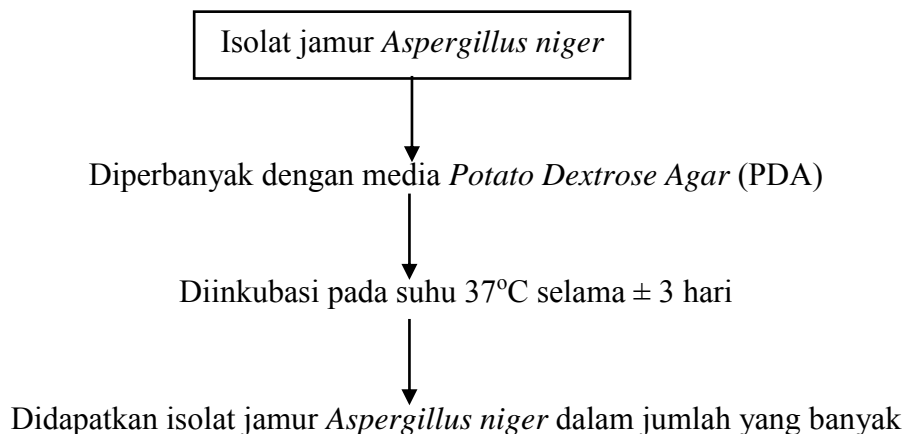 Isolat jamur Aspergillus niger
Diperbanyak dengan media Potato Dextrose Agar (PDA)
Diinkubasi pada suhu 37°C selama ± 3 hari
Didapatkan isolat jamur Aspergillus niger dalam jumlah yang banyak